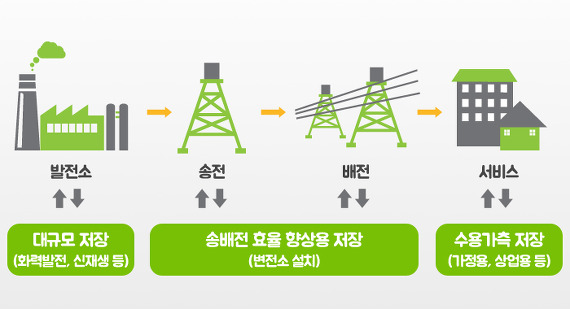 발전소
송전
배전
서비스
대규모 저장
(화력발전, 신재생 등)
송배전 효율 향상용 저장
(변전소 설치)
수용가측 저장
(가정용, 상업용 등)